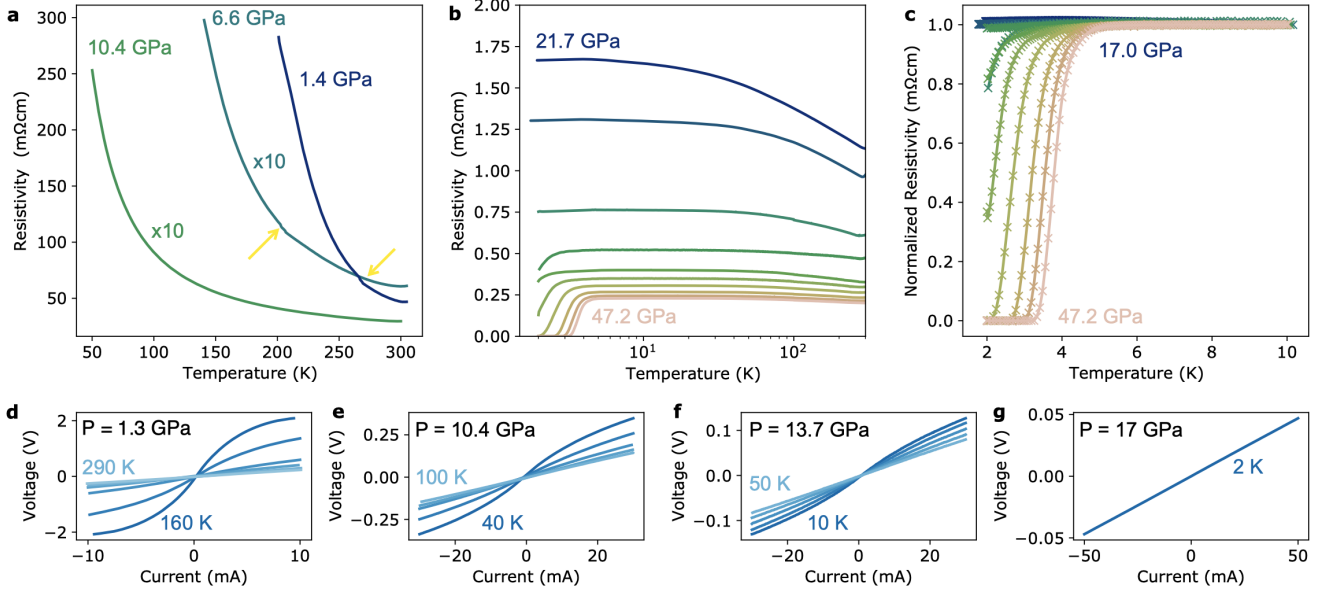 a
300
250
200
150
100
50
Resistivity (mΩcm)
10.4 GPa
6.6 GPa
1.4 GPa
x10
x10
50
100
150
200
250
300
Temperature (K)
b
2.00
1.75
1.50
1.25
1.00
0.75
0.50
0.25
0.00
Resistivity (mΩcm)
21.7 GPa
47.2 GPa
10¹
10²
Temperature (K)
c
1.0
0.8
0.6
0.4
0.2
0.0
Normalized Resistivity (mΩcm)
17.0 GPa
47.2 GPa
2
4
6
8
10
Temperature (K)
d
P = 1.3 GPa
2
0
−2
Voltage (V)
290 K
160 K
−10
0
10
Current (mA)
e
P = 10.4 GPa
0.25
0.00
−0.25
Voltage (V)
100 K
40 K
−20
0
20
Current (mA)
f
P = 13.7 GPa
0.1
0.0
−0.1
Voltage (V)
50 K
10 K
−20
0
20
Current (mA)
g
P = 17 GPa
0.05
0.00
−0.05
Voltage (V)
2 K
−50
0
50
Current (mA)